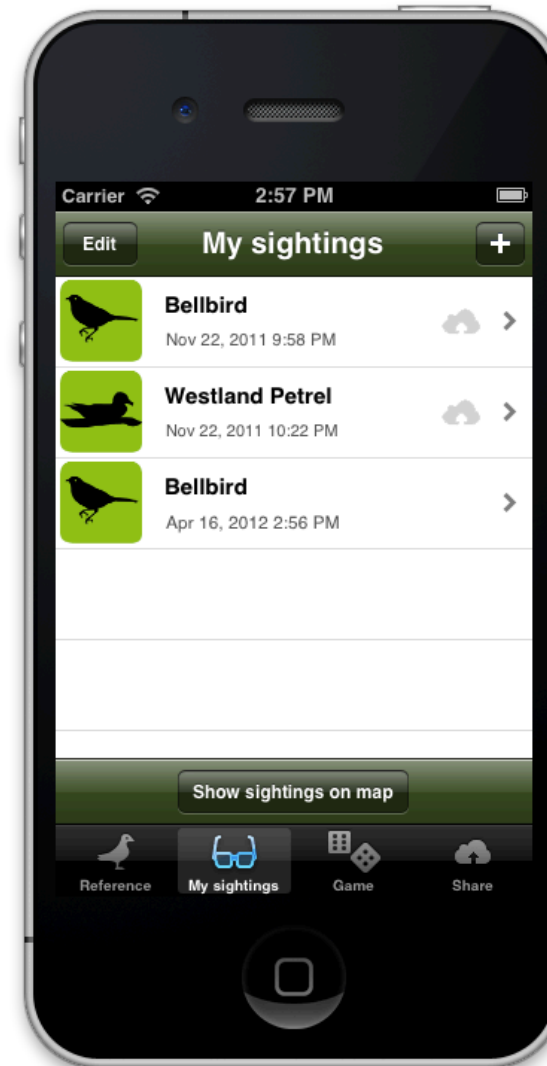 Carrier 2:57 PM
Edit My sightings +
Bellbird
Nov 22, 2011 9:58 PM
Westland Petrel
Nov 22, 2011 10:22 PM
Bellbird
Apr 16, 2012 2:56 PM
Show sightings on map
Reference My sightings Game Share